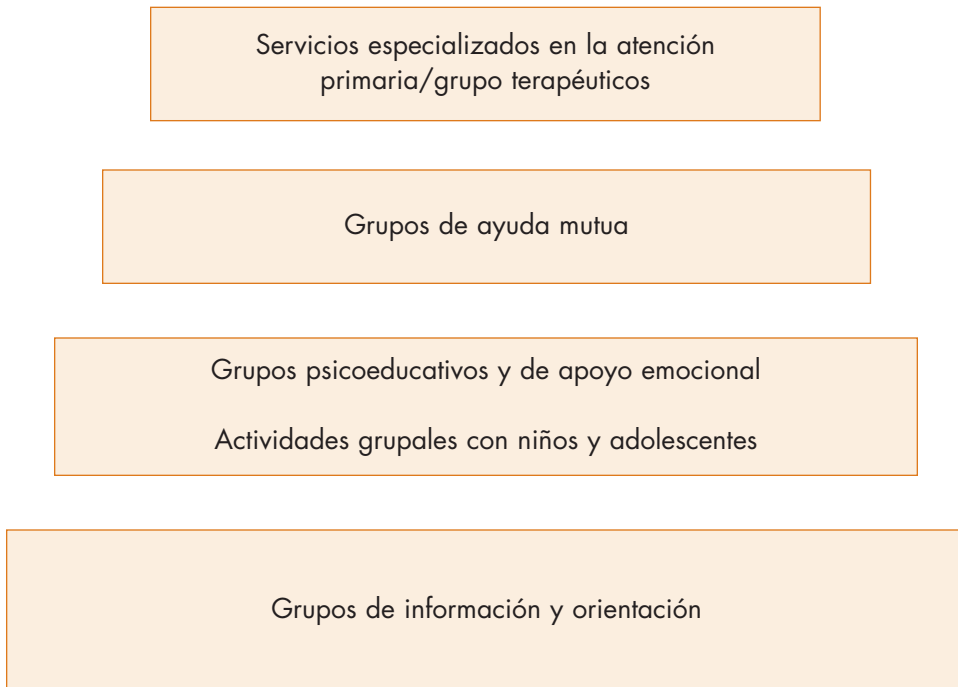 Servicios especializados en la atención
primaria/grupo terapéuticos
Grupos de ayuda mutua
Grupos psicoeducativos y de apoyo emocional
Actividades grupales con niños y adolescentes
Grupos de información y orientación